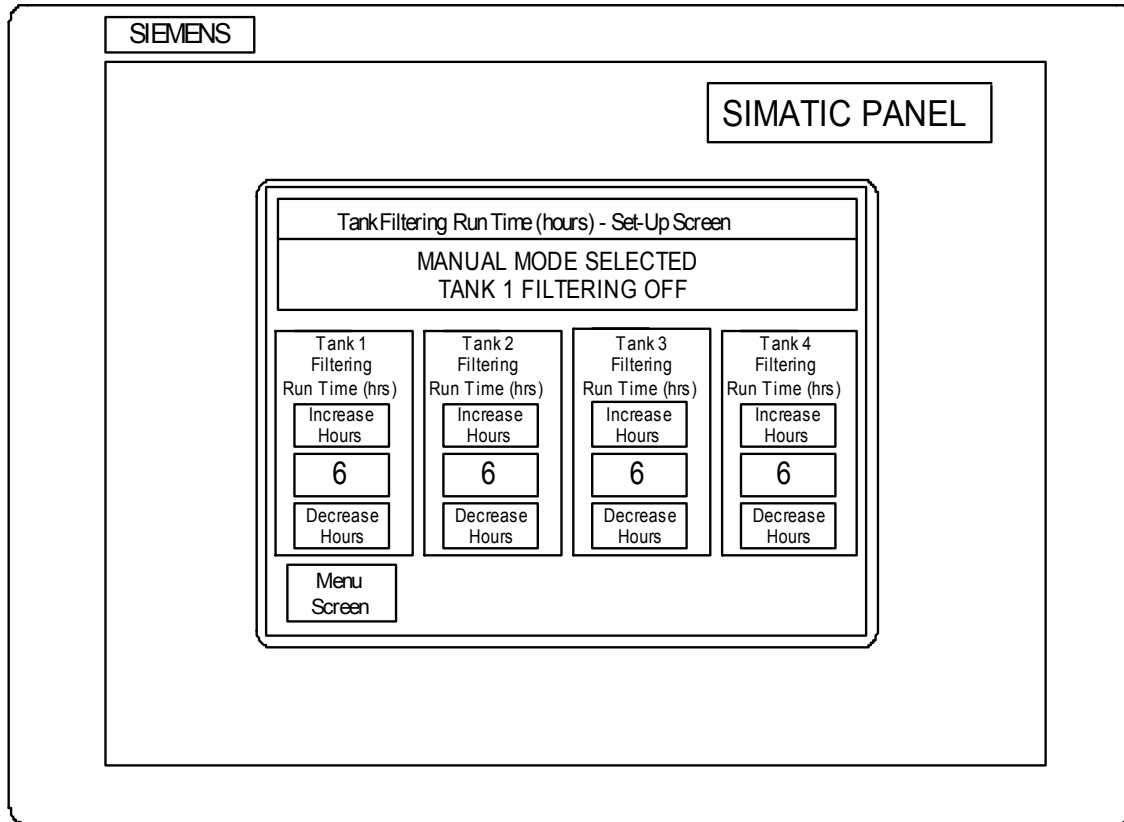 SIEMENS
SIMATIC PANEL
Tank Filtering Run Time (hours) - Set-Up Screen
MANUAL MODE SELECTED
TANK 1 FILTERING OFF
Tank 1
Filtering
Run Time (hrs)
Increase
Hours
6
Decrease
Hours
Tank 2
Filtering
Run Time (hrs)
Increase
Hours
6
Decrease
Hours
Tank 3
Filtering
Run Time (hrs)
Increase
Hours
6
Decrease
Hours
Tank 4
Filtering
Run Time (hrs)
Increase
Hours
6
Decrease
Hours
Menu
Screen